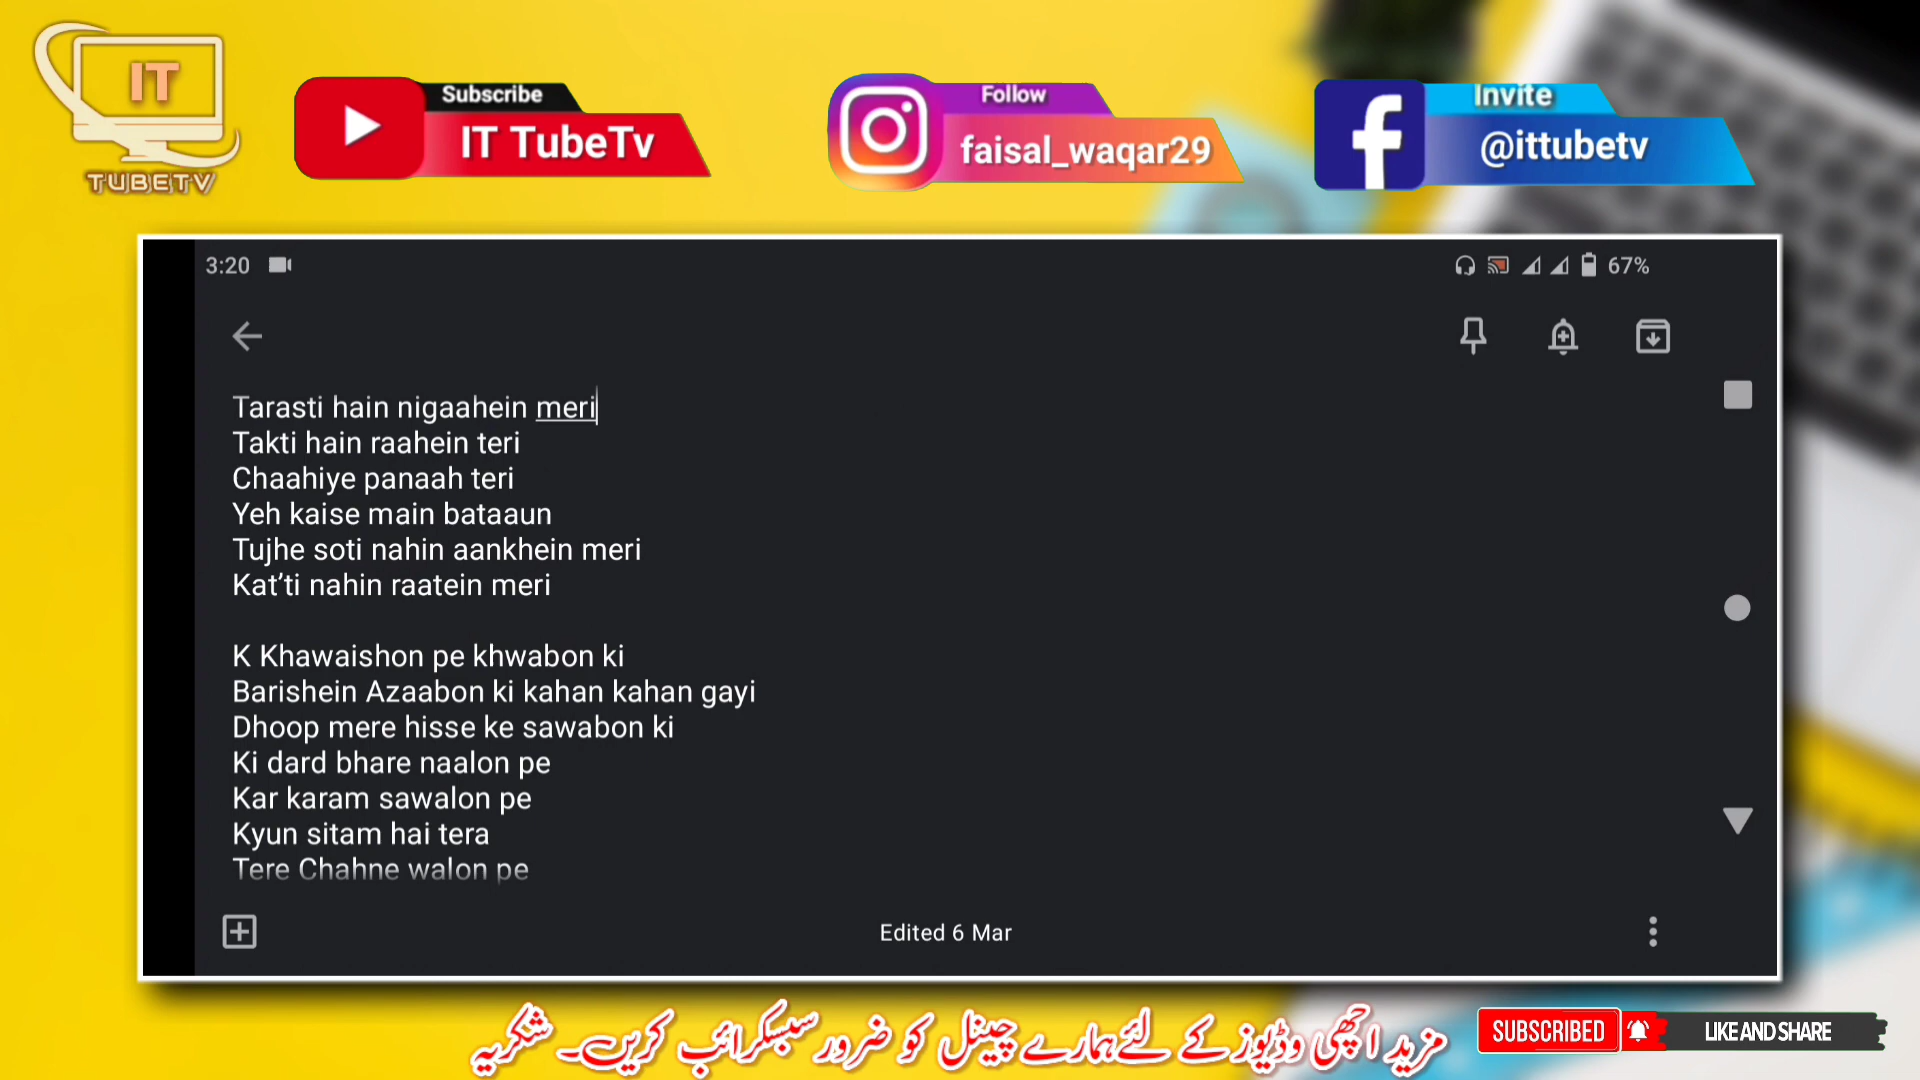 IT
TUBETV
Subscribe
IT TubeTv
Follow
faisal_waqar29
Invite
@ittubetv
3:20
67%
Tarasti hain nigaahein meri
Takti hain raahein teri
Chaahiye panaah teri
Yeh kaise main bataaun
Tujhe soti nahin aankhein meri
Kat’ti nahin raatein meri
K Khawaishon pe khwabon ki
Barishein Azaabon ki kahan kahan gayi
Dhoop mere hisse ke sawabon ki
Ki dard bhare naalon pe
Kar karam sawalon pe
Kyun sitam hai tera
Tere Chahne walon pe
Edited 6 Mar
مزید اچھی وڈیوز کے لئے ہمارے چینل کو ضرور سبسکرائب کریں۔ شکریہ
SUBSCRIBED
LIKE AND SHARE